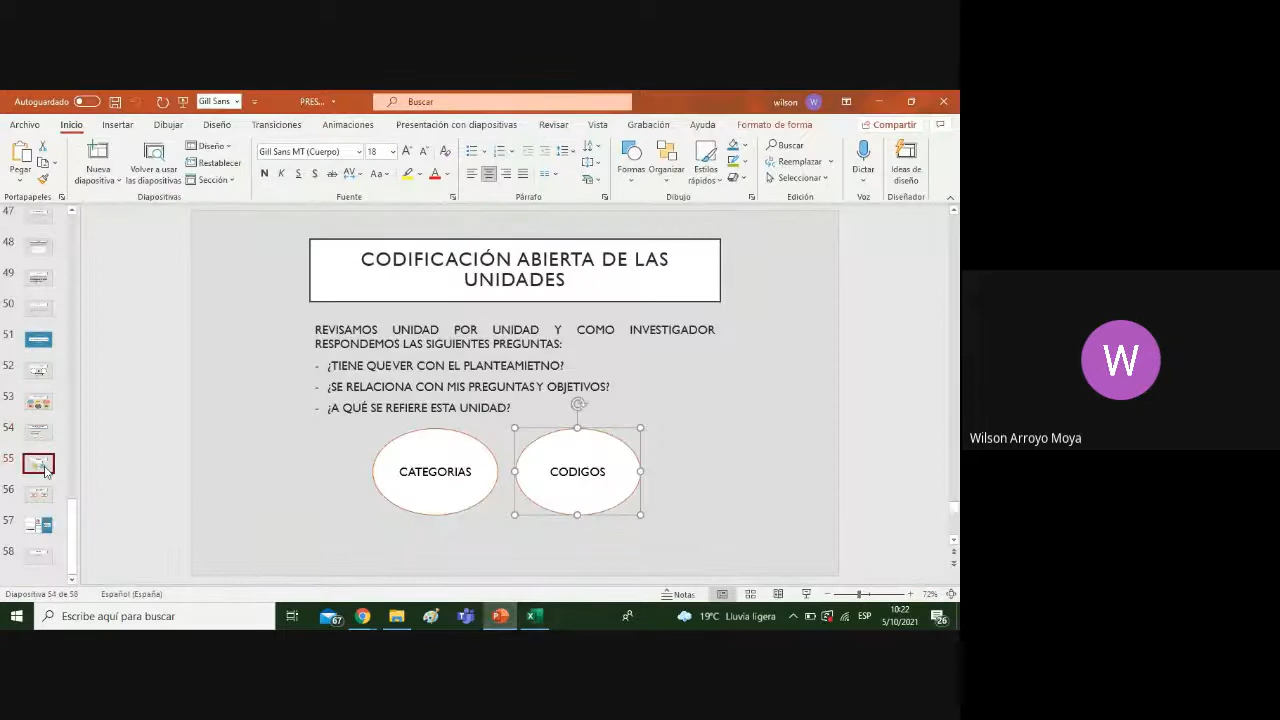 Autoguardado
Gill Sans
PRES...
Buscar
wilson
W
Archivo
Inicio
Insertar
Dibujar
Diseño
Transiciones
Animaciones
Presentación con diapositivas
Revisar
Vista
Grabación
Ayuda
Formato de forma
Compartir
Pegar
Nueva diapositiva
Volver a usar las diapositivas
Diseño
Restablecer
Sección
Gill Sans MT (Cuerpo)
18
N K S S ab AV Aa A
Formas
Organizar
Estilos rápidos
Buscar
Reemplazar
Seleccionar
Dictar
Ideas de diseño
Portapapeles
Diapositivas
Fuente
Párrafo
Dibujo
Edición
Voz
Diseñador
47
48
49
50
51
52
53
54
55
56
57
58
CODIFICACIÓN ABIERTA DE LAS
UNIDADES
REVISAMOS UNIDAD POR UNIDAD Y COMO INVESTIGADOR
RESPONDEMOS LAS SIGUIENTES PREGUNTAS:
- ¿TIENE QUE VER CON EL PLANTEAMIETNO?
- ¿SE RELACIONA CON MIS PREGUNTAS Y OBJETIVOS?
- ¿A QUÉ SE REFIERE ESTA UNIDAD?
CATEGORIAS
CODIGOS
W
Wilson Arroyo Moya
Diapositiva 54 de 58
Español (España)
Notas
72%
Escribe aquí para buscar
67
19°C Lluvia ligera
ESP
10:22
5/10/2021
26